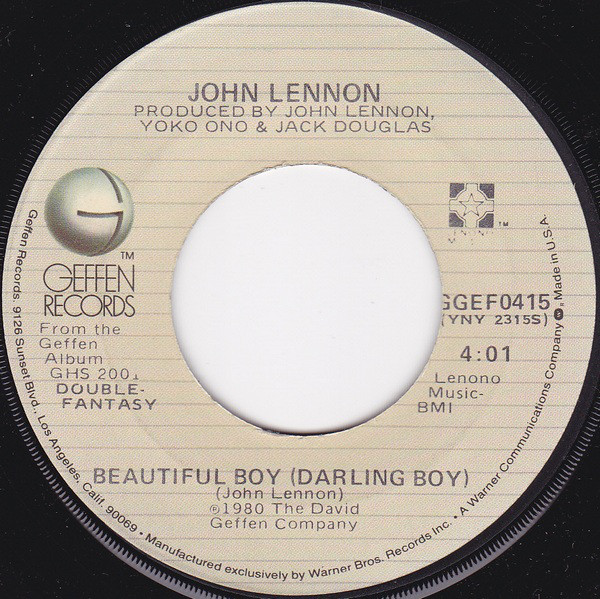 JOHN LENNON
PRODUCED BY JOHN LENNON,
YOKO ONO & JACK DOUGLAS
G
™
GEFFEN
RECORDS
From the
Geffen
Album
GHS 2001
DOUBLE-
FANTASY
™
GGEF0415
(YNY 2315S)
4:01
Lenono
Music-
BMI
BEAUTIFUL BOY (DARLING BOY)
(John Lennon)
℗1980 The David
Geffen Company
Geffen Records, 9126 Sunset Blvd., Los Angeles, Calif. 90069 • Manufactured exclusively by Warner Bros. Records Inc. • A Warner Communications Company Made in U.S.A.